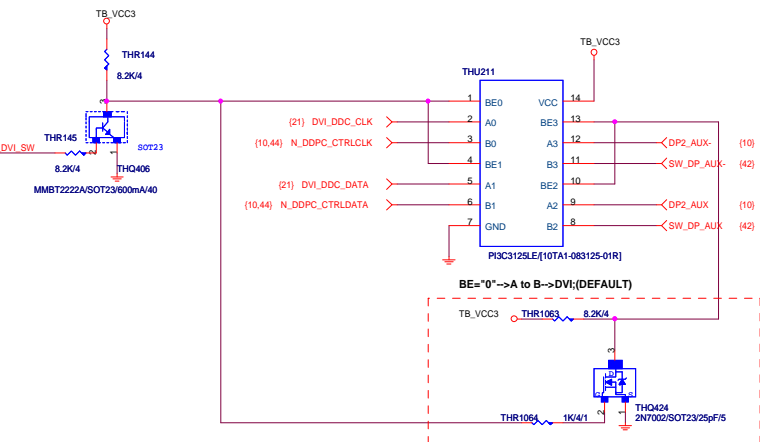 TB_VCC3
THR144
8.2K/4
3
THR145
SOT23
DVI_SW
2
1
8.2K/4
THQ406
MMBT2222A/SOT23/600mA/40
TB_VCC3
THU211
1 BE0 VCC 14
{21} DVI_DDC_CLK 2 A0 BE3 13
{10,44} N_DDPC_CTRLCLK 3 B0 A3 12 DP2_AUX- {10}
4 BE1 B3 11 SW_DP_AUX- {42}
{21} DVI_DDC_DATA 5 A1 BE2 10
{10,44} N_DDPC_CTRLDATA 6 B1 A2 9 DP2_AUX {10}
7 GND B2 8 SW_DP_AUX {42}
PI3C3125LE/[10TA1-083125-01R]
BE="0"-->A to B-->DVI;(DEFAULT)
TB_VCC3 THR1063 8.2K/4
3
D
G S
2 1
THQ424
THR1064 1K/4/1 2N7002/SOT23/25pF/5